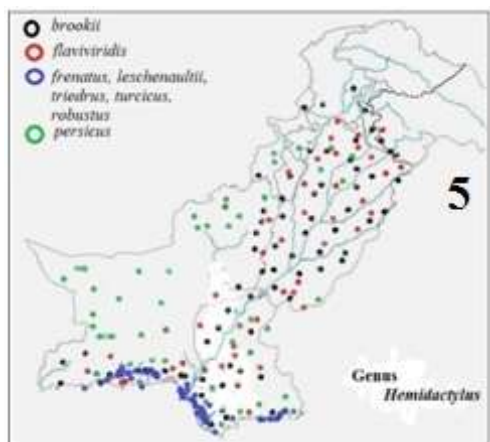 brookii
flaviviridis
frenatus, leschenaultii,
triedrus, turcicus,
robustus
persicus
5
Genus
Hemidactylus